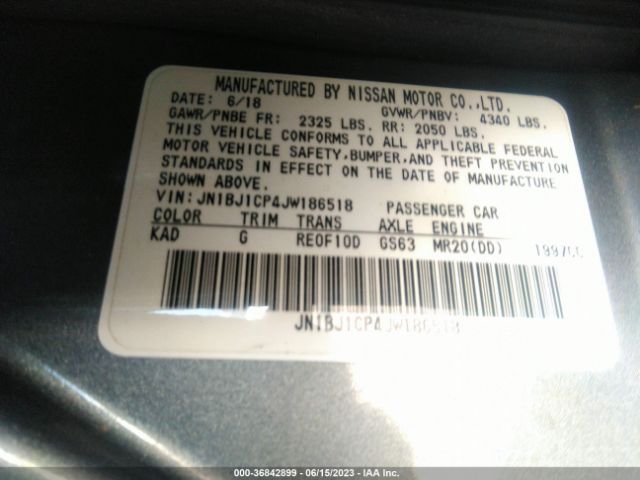 MANUFACTURED BY NISSAN MOTOR CO.,LTD.
DATE: 6/18 GVWR/PNBV: 4340 LBS.
GAWR/PNBE FR: 2325 LBS. RR: 2050 LBS.
THIS VEHICLE CONFORMS TO ALL APPLICABLE FEDERAL
MOTOR VEHICLE SAFETY,BUMPER,AND THEFT PREVENTION
STANDARDS IN EFFECT ON THE DATE OF MANUFACTURE
SHOWN ABOVE.
VIN: JN1BJ1CP4JW186518 PASSENGER CAR
COLOR TRIM TRANS AXLE ENGINE
KAD G RE0F10D GS63 MR20(DD) 1997CC
JN1BJ1CP4JW186518
000-36842899 - 06/15/2023 - IAA Inc.